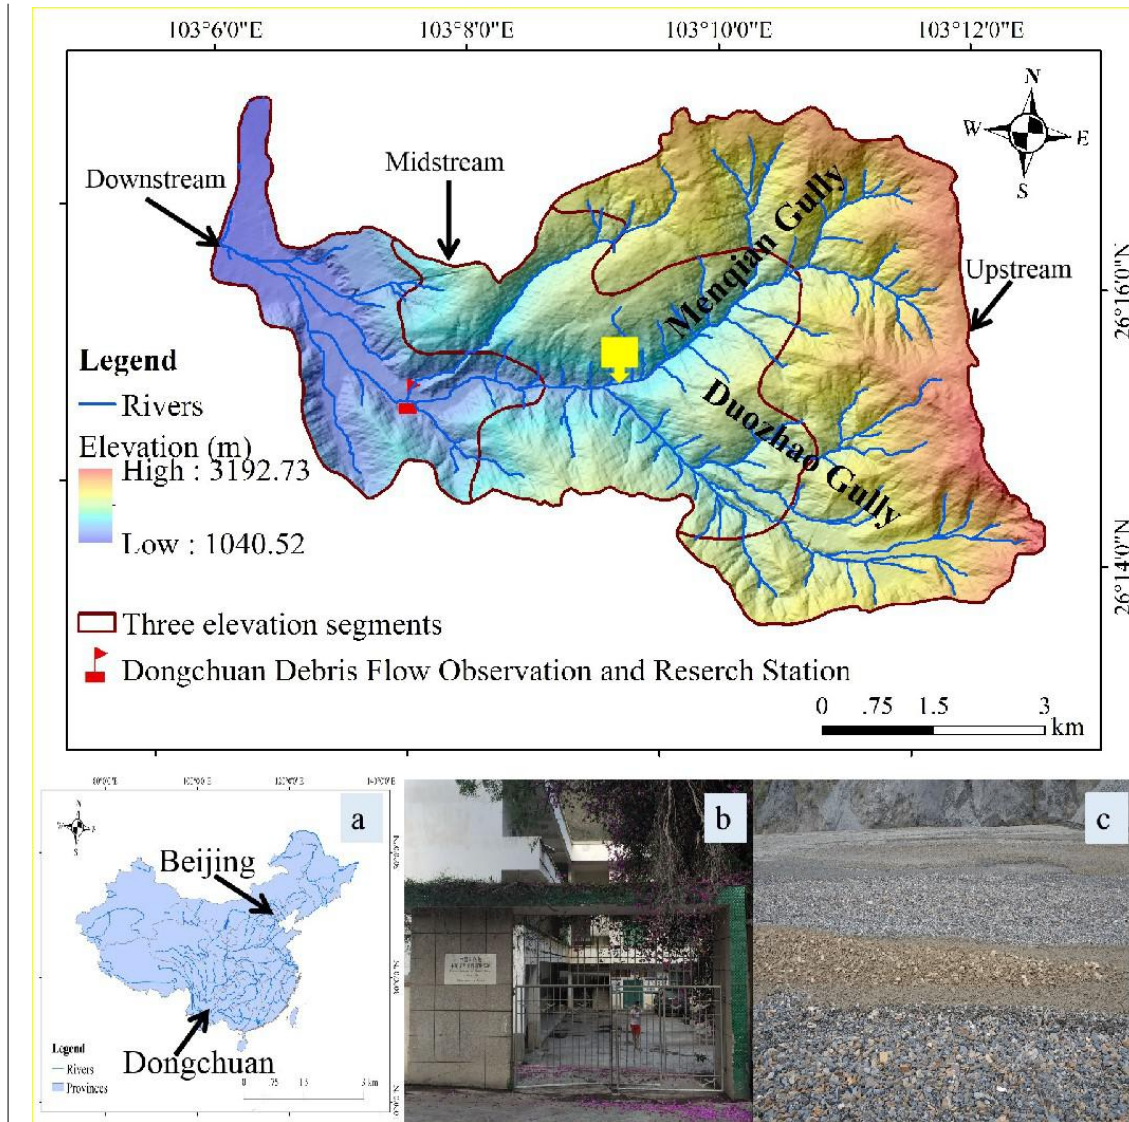 103°6'0"E 103°8'0"E 103°10'0"E 103°12'0"E
N
W E
S
Midstream
Downstream
Upstream
Menqian Gully
Duozhao Gully
26°16'0"N
26°14'0"N
Legend
Rivers
Elevation (m)
High : 3192.73
Low : 1040.52
Three elevation segments
Dongchuan Debris Flow Observation and Reserch Station
0 .75 1.5 3
km
a
Beijing
Dongchuan
Legend
Rivers
Provinces
b
c